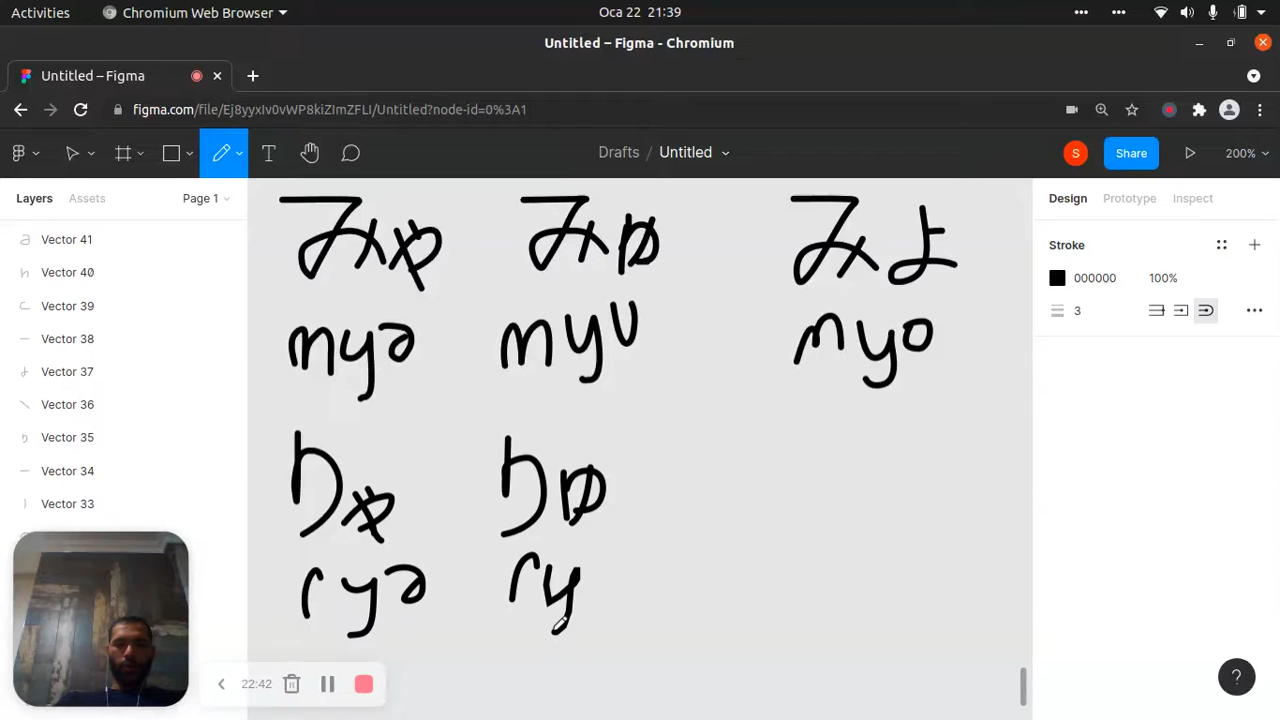 Activities Chromium Web Browser Oca 22 21:39
Untitled – Figma - Chromium
Untitled – Figma
figma.com/file/Ej8yyxIv0vWP8kiZImZFLI/Untitled?node-id=0%3A1
Drafts / Untitled S Share 200%
Layers Assets Page 1
Design Prototype Inspect
Vector 41
Vector 40
Vector 39
Vector 38
Vector 37
Vector 36
Vector 35
Vector 34
Vector 33
みゃ みゅ みょ
mya myu myo
りゃ りゅ
rya ry
Stroke
000000 100%
3
22:42
?